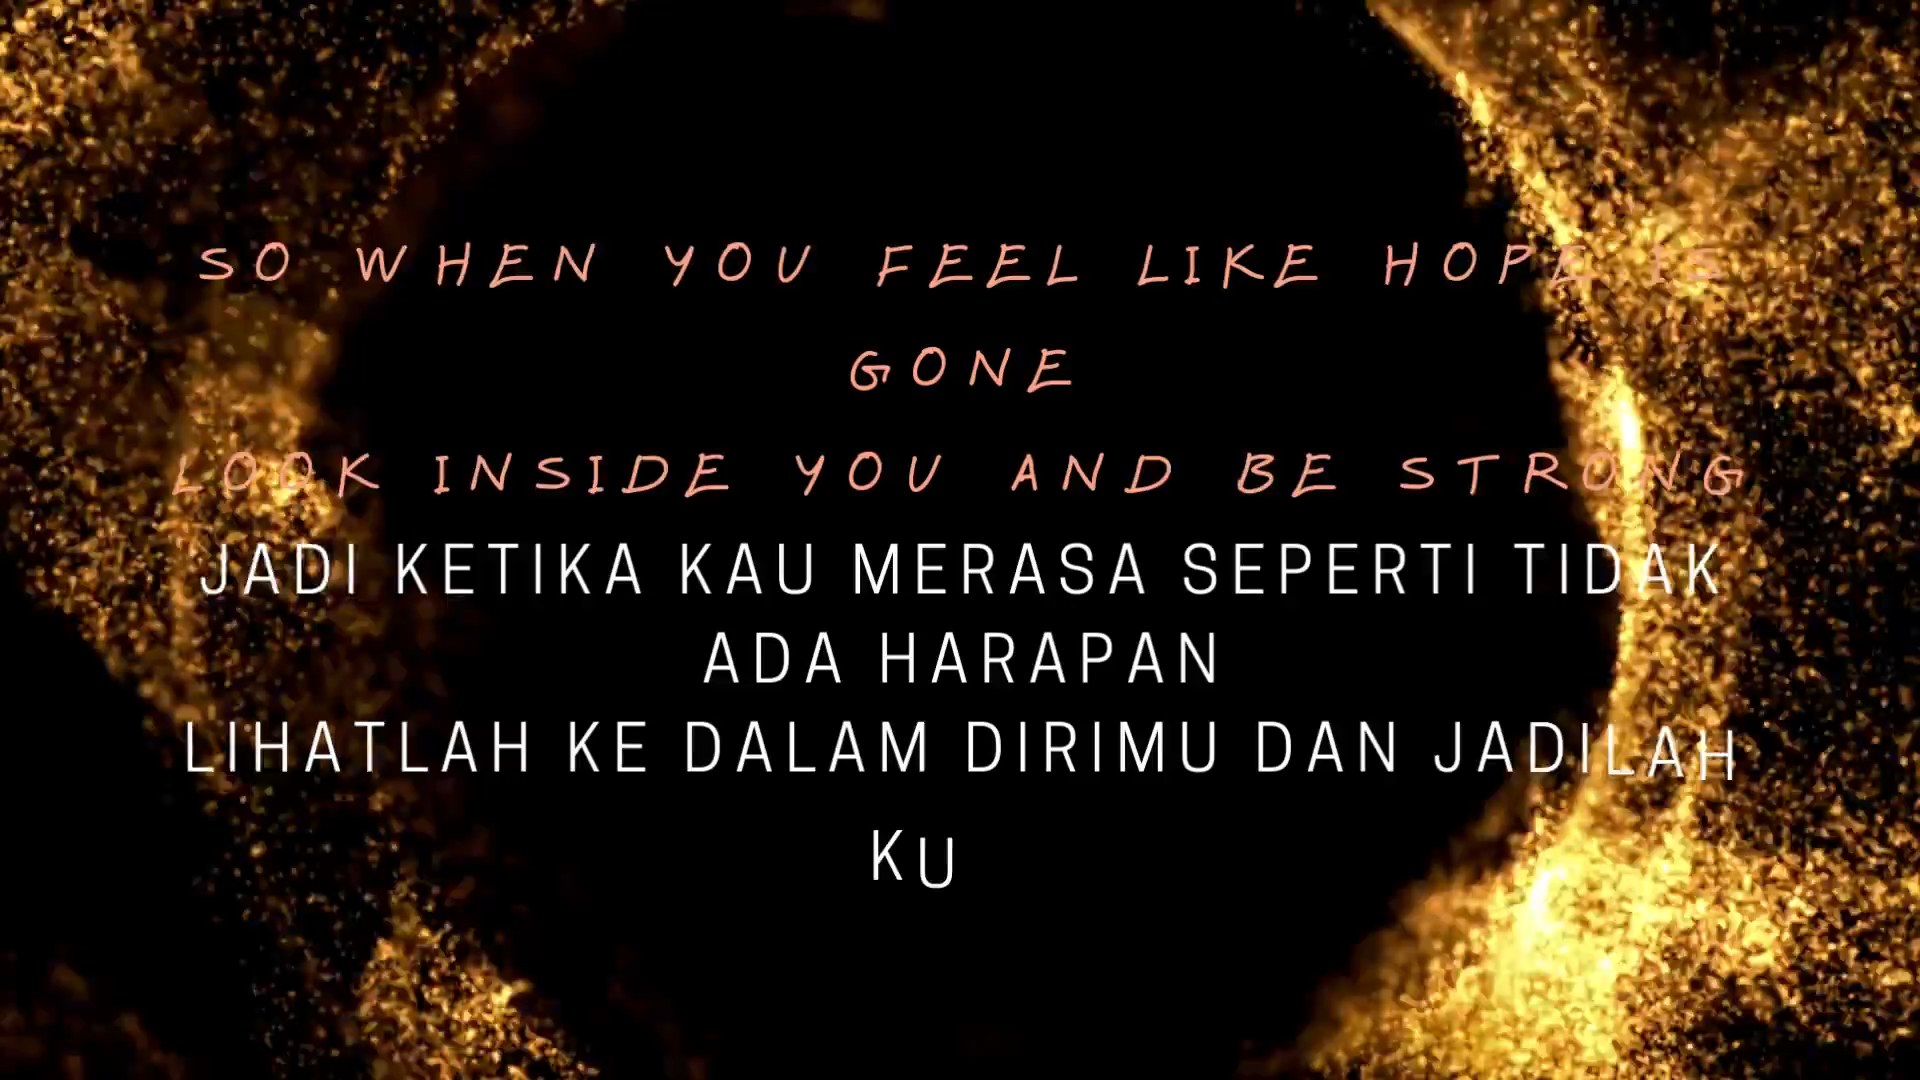 SO WHEN YOU FEEL LIKE HOPE IS
GONE
LOOK INSIDE YOU AND BE STRONG
JADI KETIKA KAU MERASA SEPERTI TIDAK
ADA HARAPAN
LIHATLAH KE DALAM DIRIMU DAN JADILAH
KU